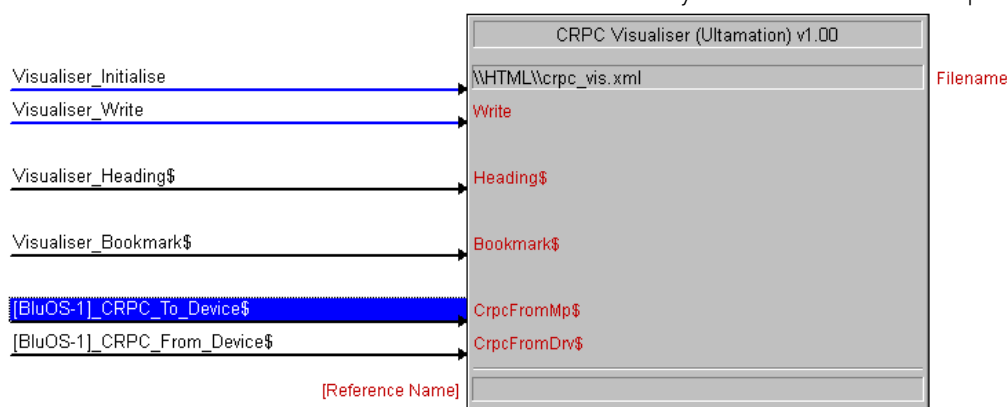 CRPC Visualiser (Ultamation) v1.00
Visualiser_Initialise
\\HTML\\crpc_vis.xml
Filename
Visualiser_Write
Write
Visualiser_Heading$
Heading$
Visualiser_Bookmark$
Bookmark$
[BluOS-1]_CRPC_To_Device$
CrpcFromMp$
[BluOS-1]_CRPC_From_Device$
CrpcFromDrv$
[Reference Name]